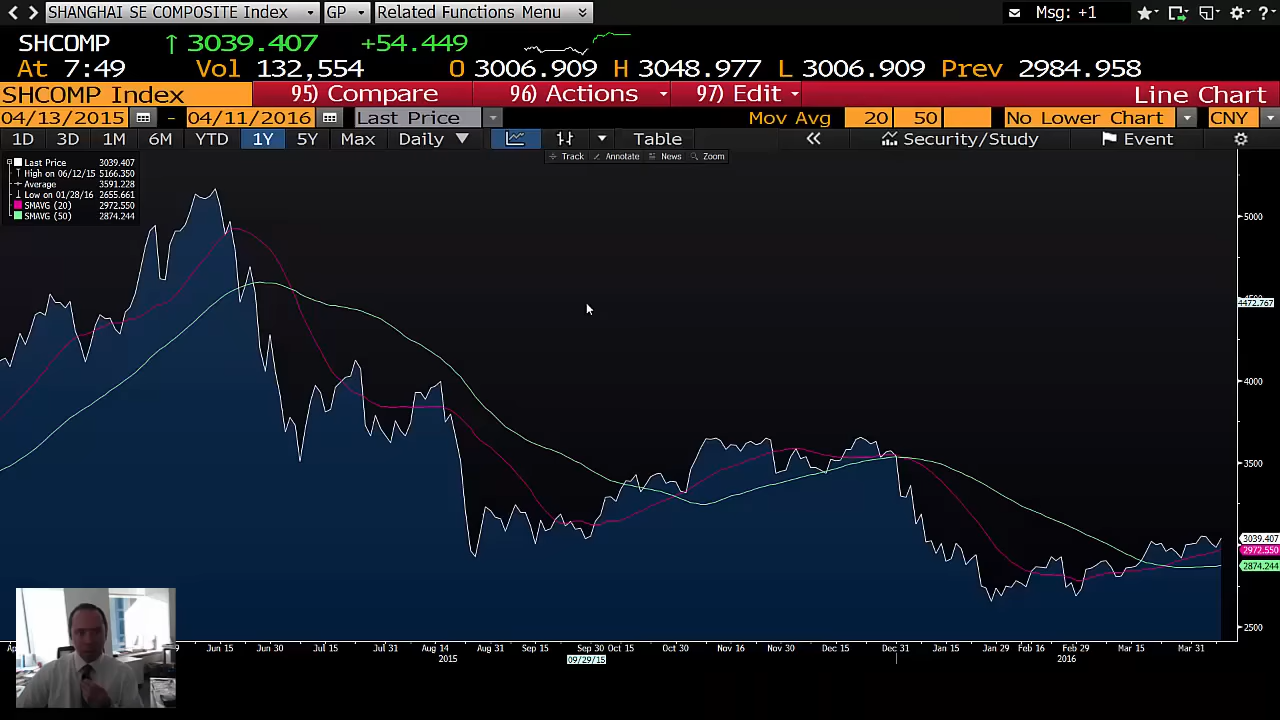 SHANGHAI SE COMPOSITE Index GP Related Functions Menu Msg: +1
SHCOMP ↑ 3039.407 +54.449
At 7:49 Vol 132,554 O 3006.909 H 3048.977 L 3006.909 Prev 2984.958
SHCOMP Index 95) Compare 96) Actions 97) Edit Line Chart
04/13/2015 - 04/11/2016 Last Price Mov Avg 20 50 No Lower Chart CNY
1D 3D 1M 6M YTD 1Y 5Y Max Daily Table Security/Study Event
Track Annotate News Zoom
Last Price 3039.407
High on 06/12/15 5166.350
Average 3591.228
Low on 01/28/16 2655.661
SMAVG (20) 2972.550
SMAVG (50) 2874.244
5000
4472.767
4000
3500
3039.407
2972.550
2874.244
2500
Jun 15 Jun 30 Jul 15 Jul 31 Aug 14 Aug 31 Sep 15 Sep 30 Oct 15 Oct 30 Nov 16 Nov 30 Dec 15 Dec 31 Jan 15 Jan 29 Feb 16 Feb 29 Mar 15 Mar 31
2015 09/29/15 2016